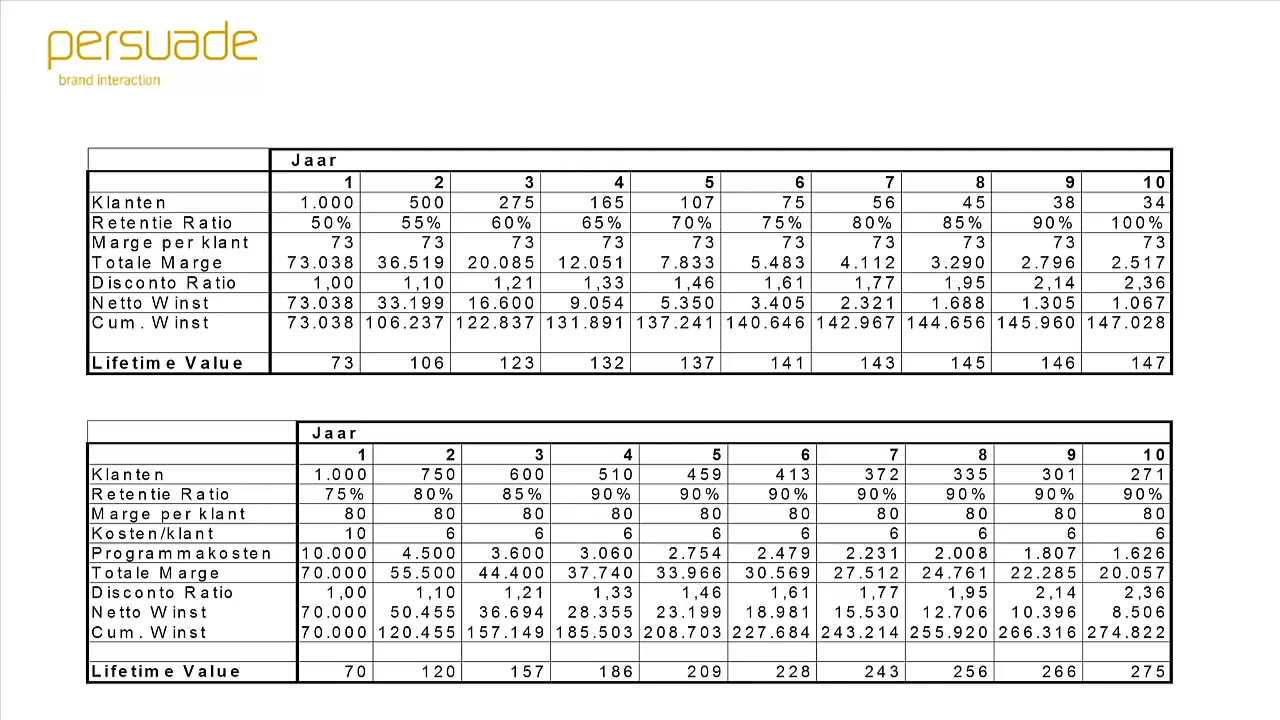 persuade
brand interaction
Jaar
1 2 3 4 5 6 7 8 9 10
Klanten 1.000 500 275 165 107 75 56 45 38 34
Retentie Ratio 50% 55% 60% 65% 70% 75% 80% 85% 90% 100%
Marge per klant 73 73 73 73 73 73 73 73 73 73
Totale Marge 73.038 36.519 20.085 12.051 7.833 5.483 4.112 3.290 2.796 2.517
Disconto Ratio 1,00 1,10 1,21 1,33 1,46 1,61 1,77 1,95 2,14 2,36
Netto Winst 73.038 33.199 16.600 9.054 5.350 3.405 2.321 1.688 1.305 1.067
Cum. Winst 73.038 106.237 122.837 131.891 137.241 140.646 142.967 144.656 145.960 147.028
Lifetime Value 73 106 123 132 137 141 143 145 146 147
Jaar
1 2 3 4 5 6 7 8 9 10
Klanten 1.000 750 600 510 459 413 372 335 301 271
Retentie Ratio 75% 80% 85% 90% 90% 90% 90% 90% 90% 90%
Marge per klant 80 80 80 80 80 80 80 80 80 80
Kosten/klant 10 6 6 6 6 6 6 6 6 6
Programmakosten 10.000 4.500 3.600 3.060 2.754 2.479 2.231 2.008 1.807 1.626
Totale Marge 70.000 55.500 44.400 37.740 33.966 30.569 27.512 24.761 22.285 20.057
Disconto Ratio 1,00 1,10 1,21 1,33 1,46 1,61 1,77 1,95 2,14 2,36
Netto Winst 70.000 50.455 36.694 28.355 23.199 18.981 15.530 12.706 10.396 8.506
Cum. Winst 70.000 120.455 157.149 185.503 208.703 227.684 243.214 255.920 266.316 274.822
Lifetime Value 70 120 157 186 209 228 243 256 266 275